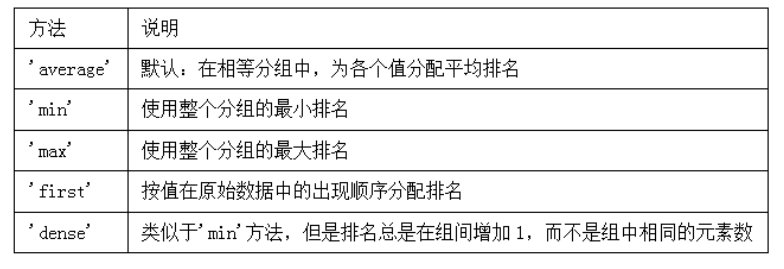 方法 说明
'average' 默认：在相等分组中，为各个值分配平均排名
'min' 使用整个分组的最小排名
'max' 使用整个分组的最大排名
'first' 按值在原始数据中的出现顺序分配排名
'dense' 类似于'min'方法，但是排名总是在组间增加1，而不是组中相同的元素数